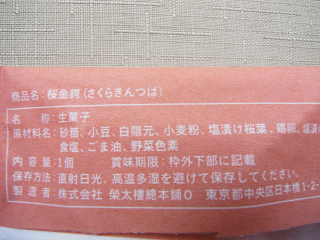 商品名：桜金鍔（さくらきんつば）
名　称：生菓子
原材料名：砂糖、小豆、白隠元、小麦粉、塩漬け桜葉、鶏卵、
食塩、ごま油、野菜色素
内 容 量：1個　賞味期限：枠外下部に記載
保存方法：直射日光、高温多湿を避けて保存してください。
製 造 者：株式会社 榮太樓總本鋪O　東京都中央区日本橋1-2-